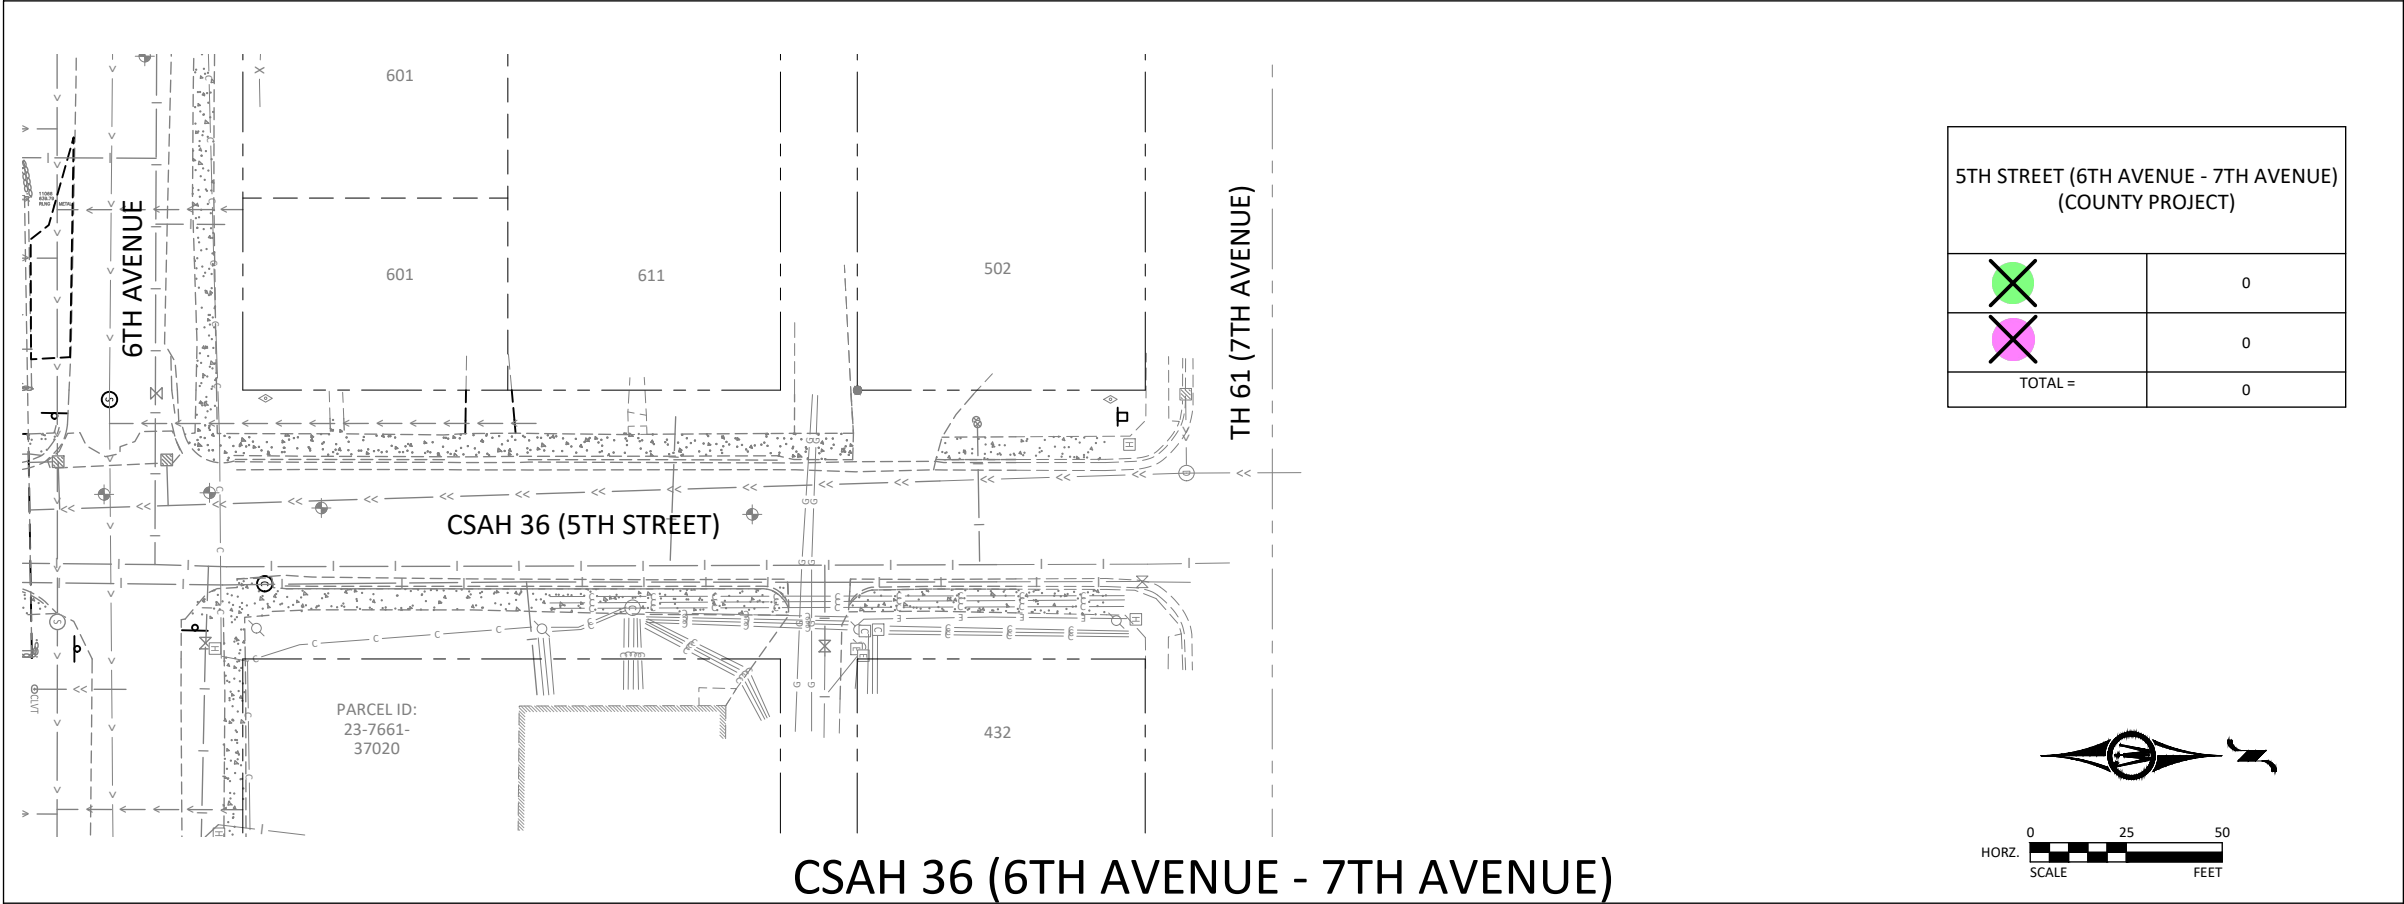 601
601
611
502
6TH AVENUE
TH 61 (7TH AVENUE)
CSAH 36 (5TH STREET)
PARCEL ID:
23-7661-
37020
432
CLVT
5TH STREET (6TH AVENUE - 7TH AVENUE)
(COUNTY PROJECT)
0
0
TOTAL =
0
0 25 50
HORZ.
SCALE FEET
CSAH 36 (6TH AVENUE - 7TH AVENUE)